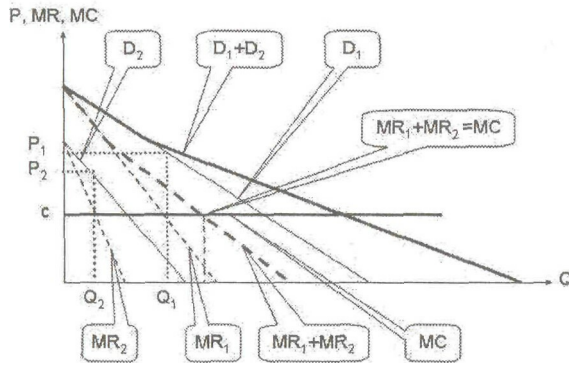 P, MR, MC
D₂
D₁+D₂
D₁
MR₁+MR₂=MC
P₁
P₂
c
Q₂
Q₁
Q
MR₂
MR₁
MR₁+MR₂
MC